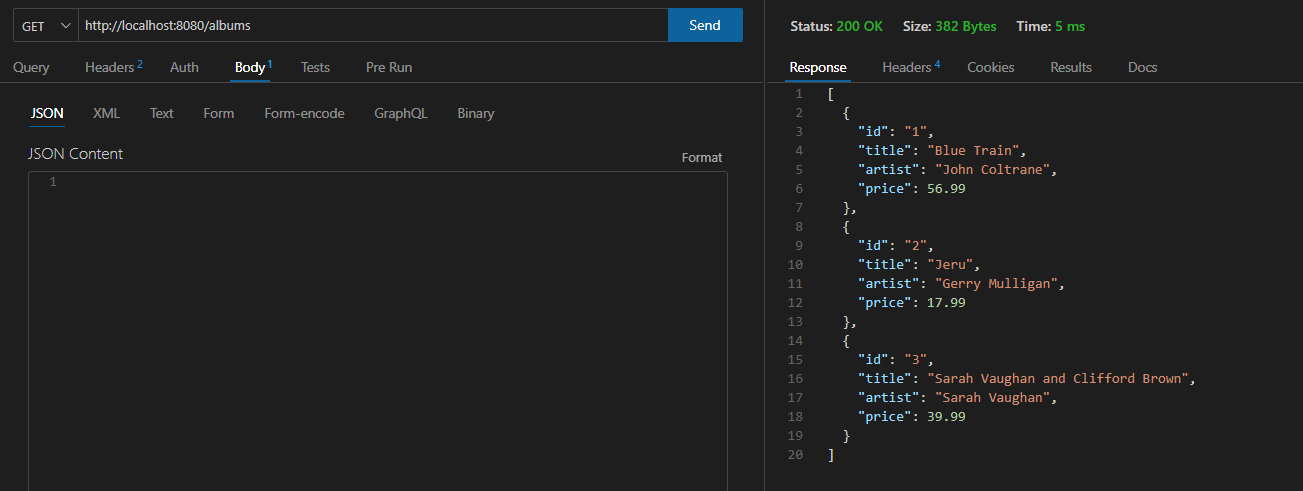 GET http://localhost:8080/albums Send
Query Headers 2 Auth Body 1 Tests Pre Run
JSON XML Text Form Form-encode GraphQL Binary
JSON Content Format
1
Status: 200 OK Size: 382 Bytes Time: 5 ms
Response Headers 4 Cookies Results Docs
1 [
2 {
3 "id": "1",
4 "title": "Blue Train",
5 "artist": "John Coltrane",
6 "price": 56.99
7 },
8 {
9 "id": "2",
10 "title": "Jeru",
11 "artist": "Gerry Mulligan",
12 "price": 17.99
13 },
14 {
15 "id": "3",
16 "title": "Sarah Vaughan and Clifford Brown",
17 "artist": "Sarah Vaughan",
18 "price": 39.99
19 }
20 ]